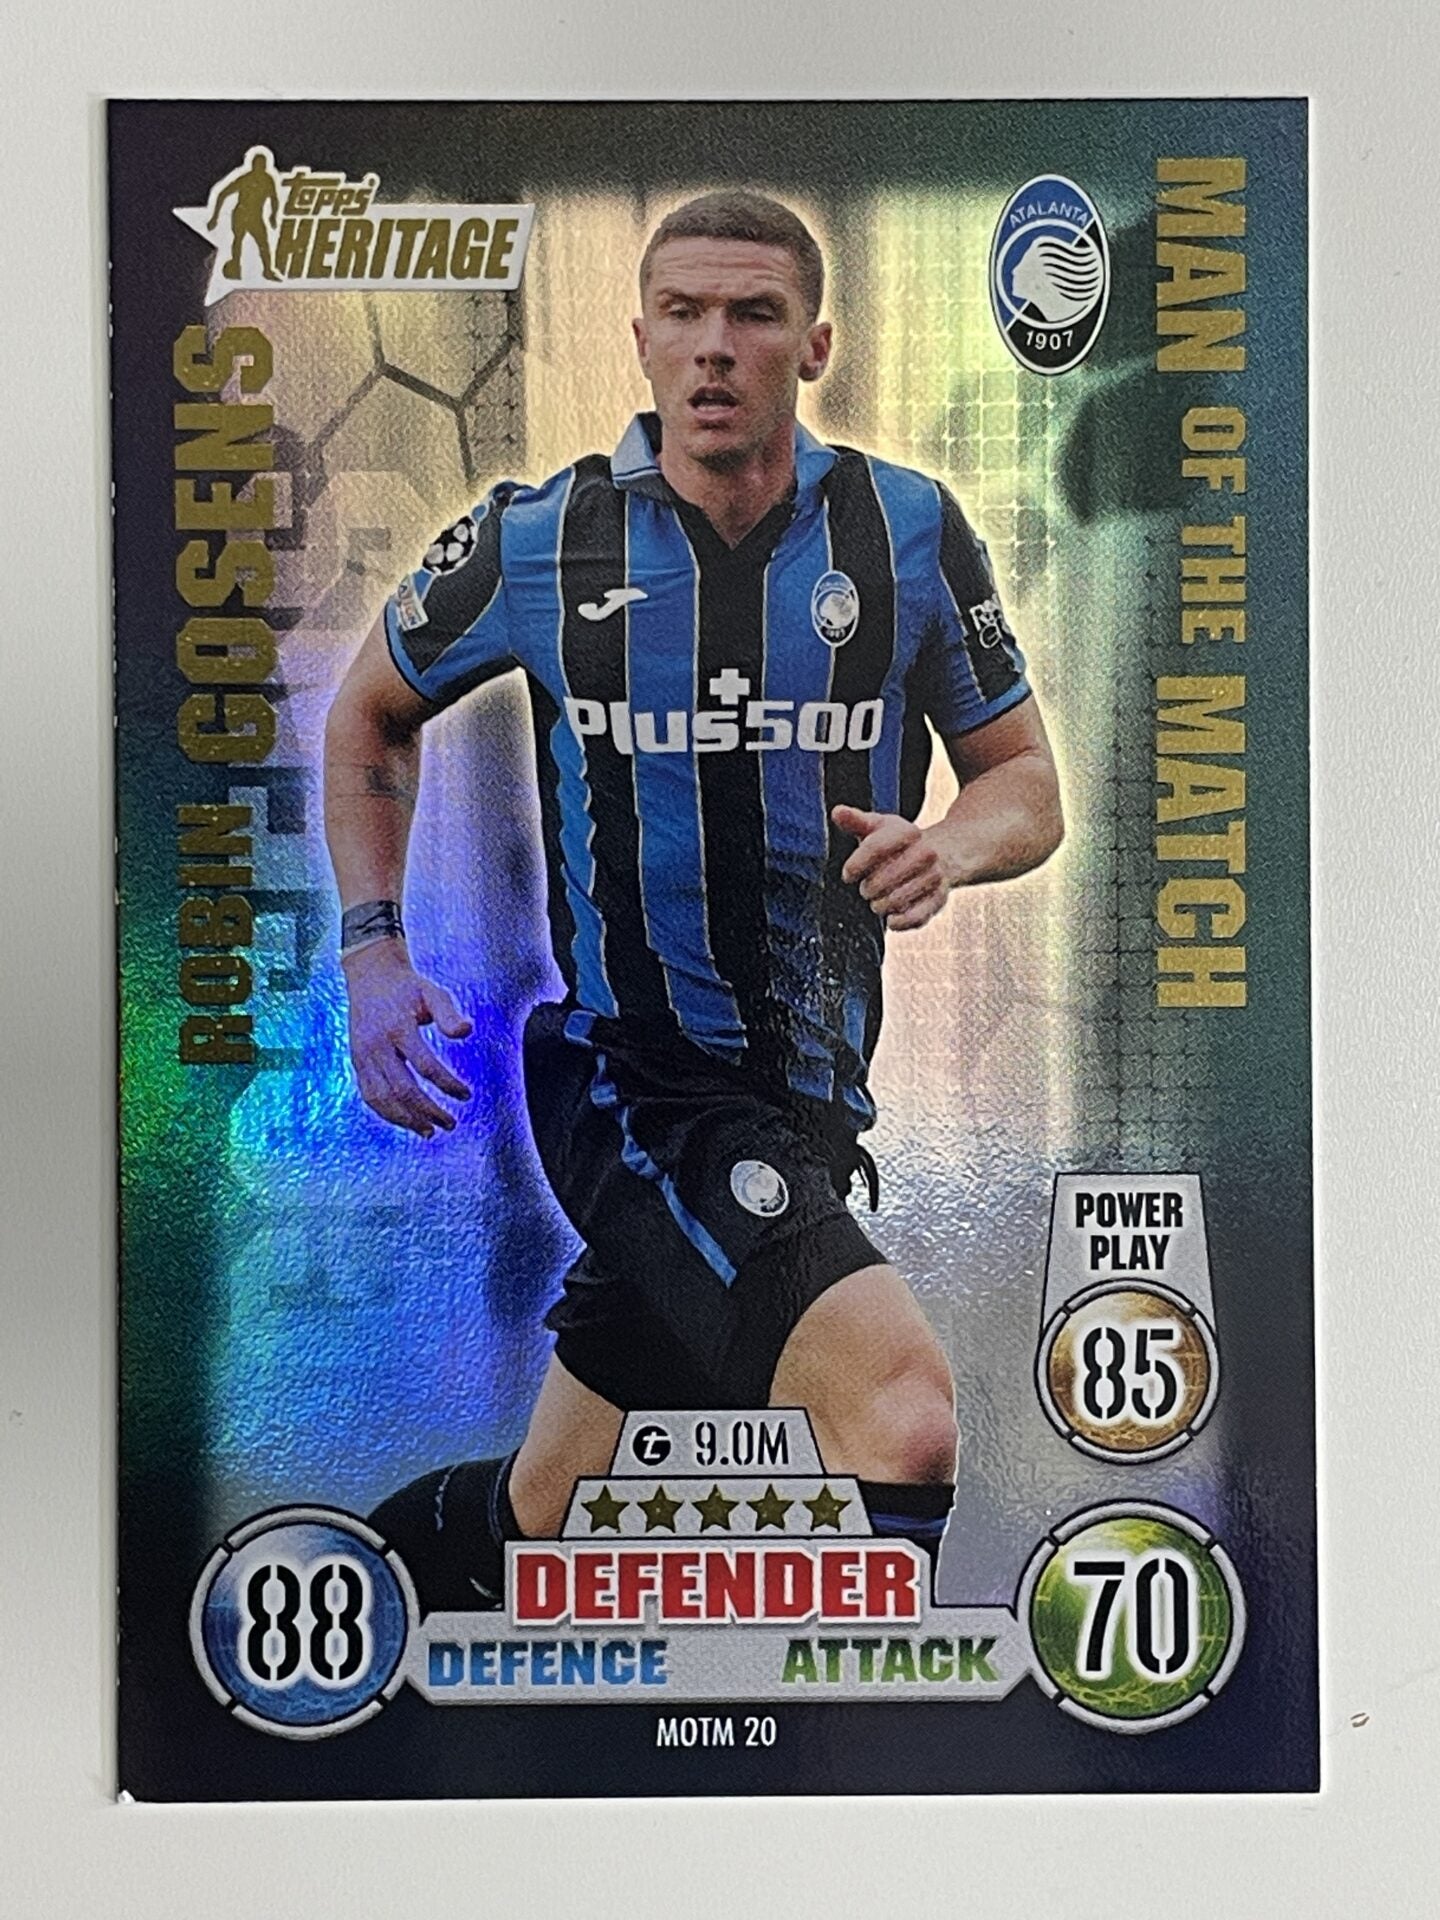 topps
HERITAGE
ATALANTA
1907
MAN OF THE MATCH
ROBIN GOSENS
Plus500
POWER
PLAY
85
t 9.0M
DEFENDER
88
DEFENCE
ATTACK
70
MOTM 20